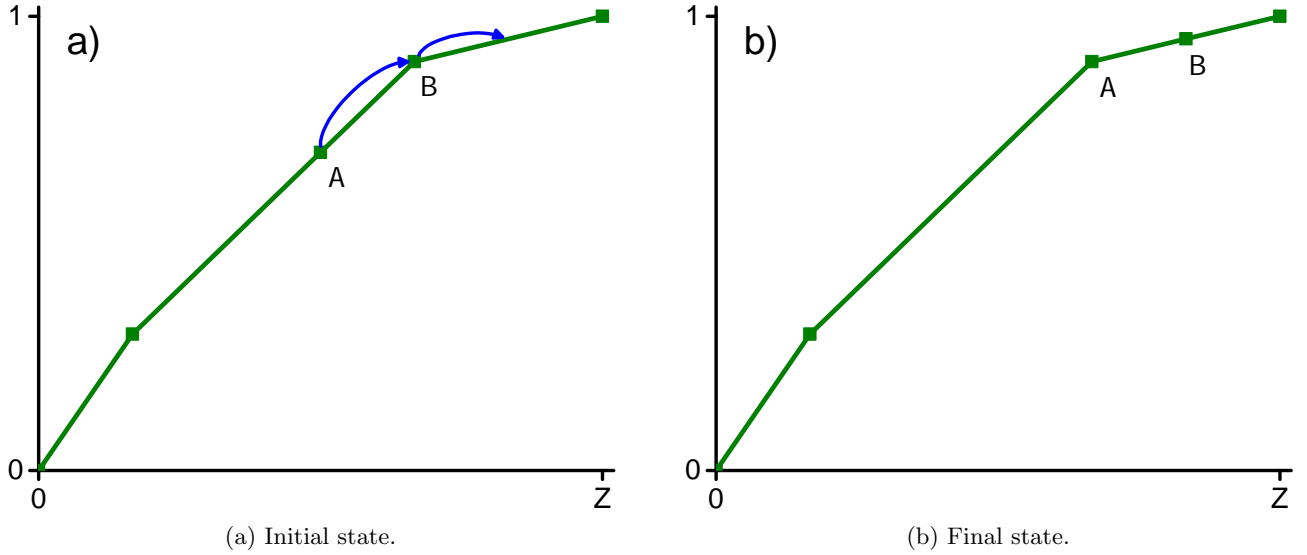 1
a)
B
A
0
0
Z
(a) Initial state.
1
b)
B
A
0
0
Z
(b) Final state.